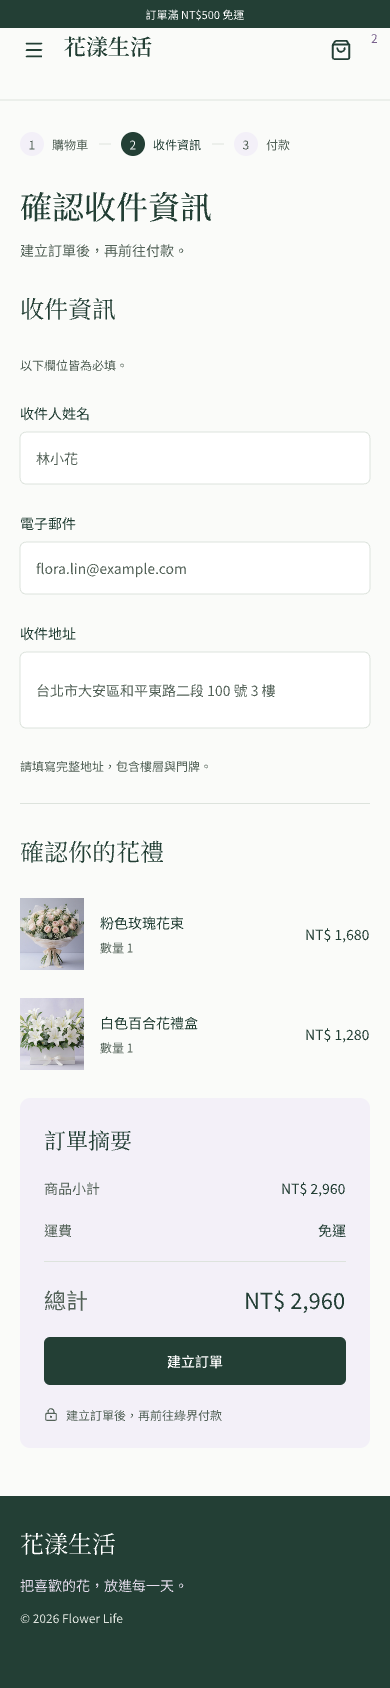 訂單滿 NT$500 免運
花漾生活
2
1 購物車 2 收件資訊 3 付款
確認收件資訊
建立訂單後，再前往付款。
收件資訊
以下欄位皆為必填。
收件人姓名
林小花
電子郵件
flora.lin@example.com
收件地址
台北市大安區和平東路二段 100 號 3 樓
請填寫完整地址，包含樓層與門牌。
確認你的花禮
粉色玫瑰花束
數量 1
NT$ 1,680
白色百合花禮盒
數量 1
NT$ 1,280
訂單摘要
商品小計 NT$ 2,960
運費 免運
總計 NT$ 2,960
建立訂單
建立訂單後，再前往綠界付款
花漾生活
把喜歡的花，放進每一天。
© 2026 Flower Life